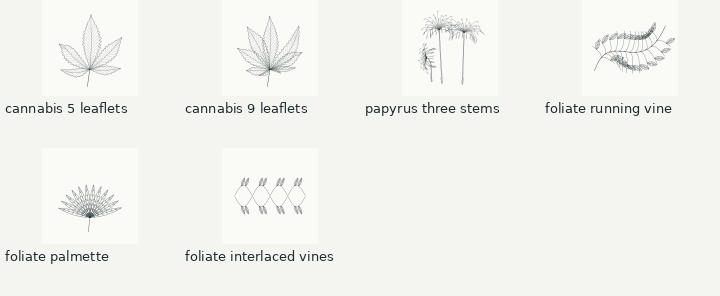 cannabis 5 leaflets
cannabis 9 leaflets
papyrus three stems
foliate running vine
foliate palmette
foliate interlaced vines